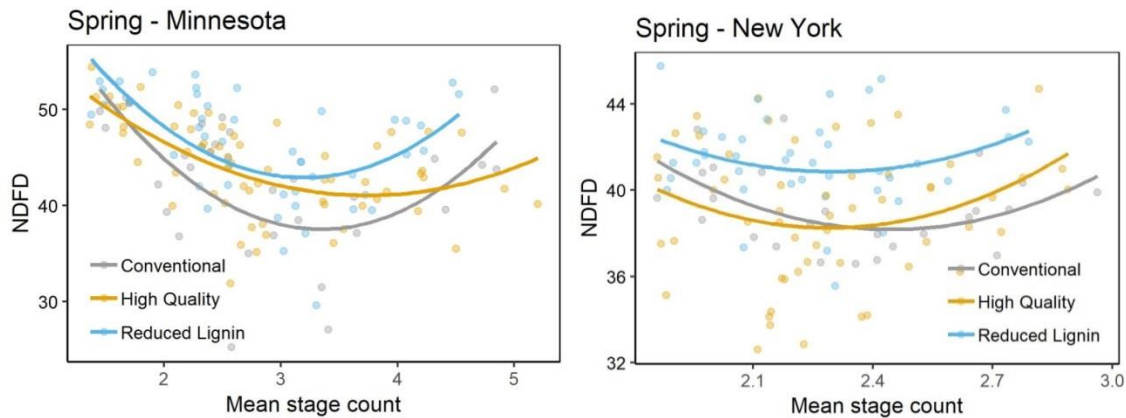 Spring - Minnesota
NDFD
50
40
30
Conventional
High Quality
Reduced Lignin
2 3 4 5
Mean stage count
Spring - New York
NDFD
44
40
36
32
Conventional
High Quality
Reduced Lignin
2.1 2.4 2.7 3.0
Mean stage count